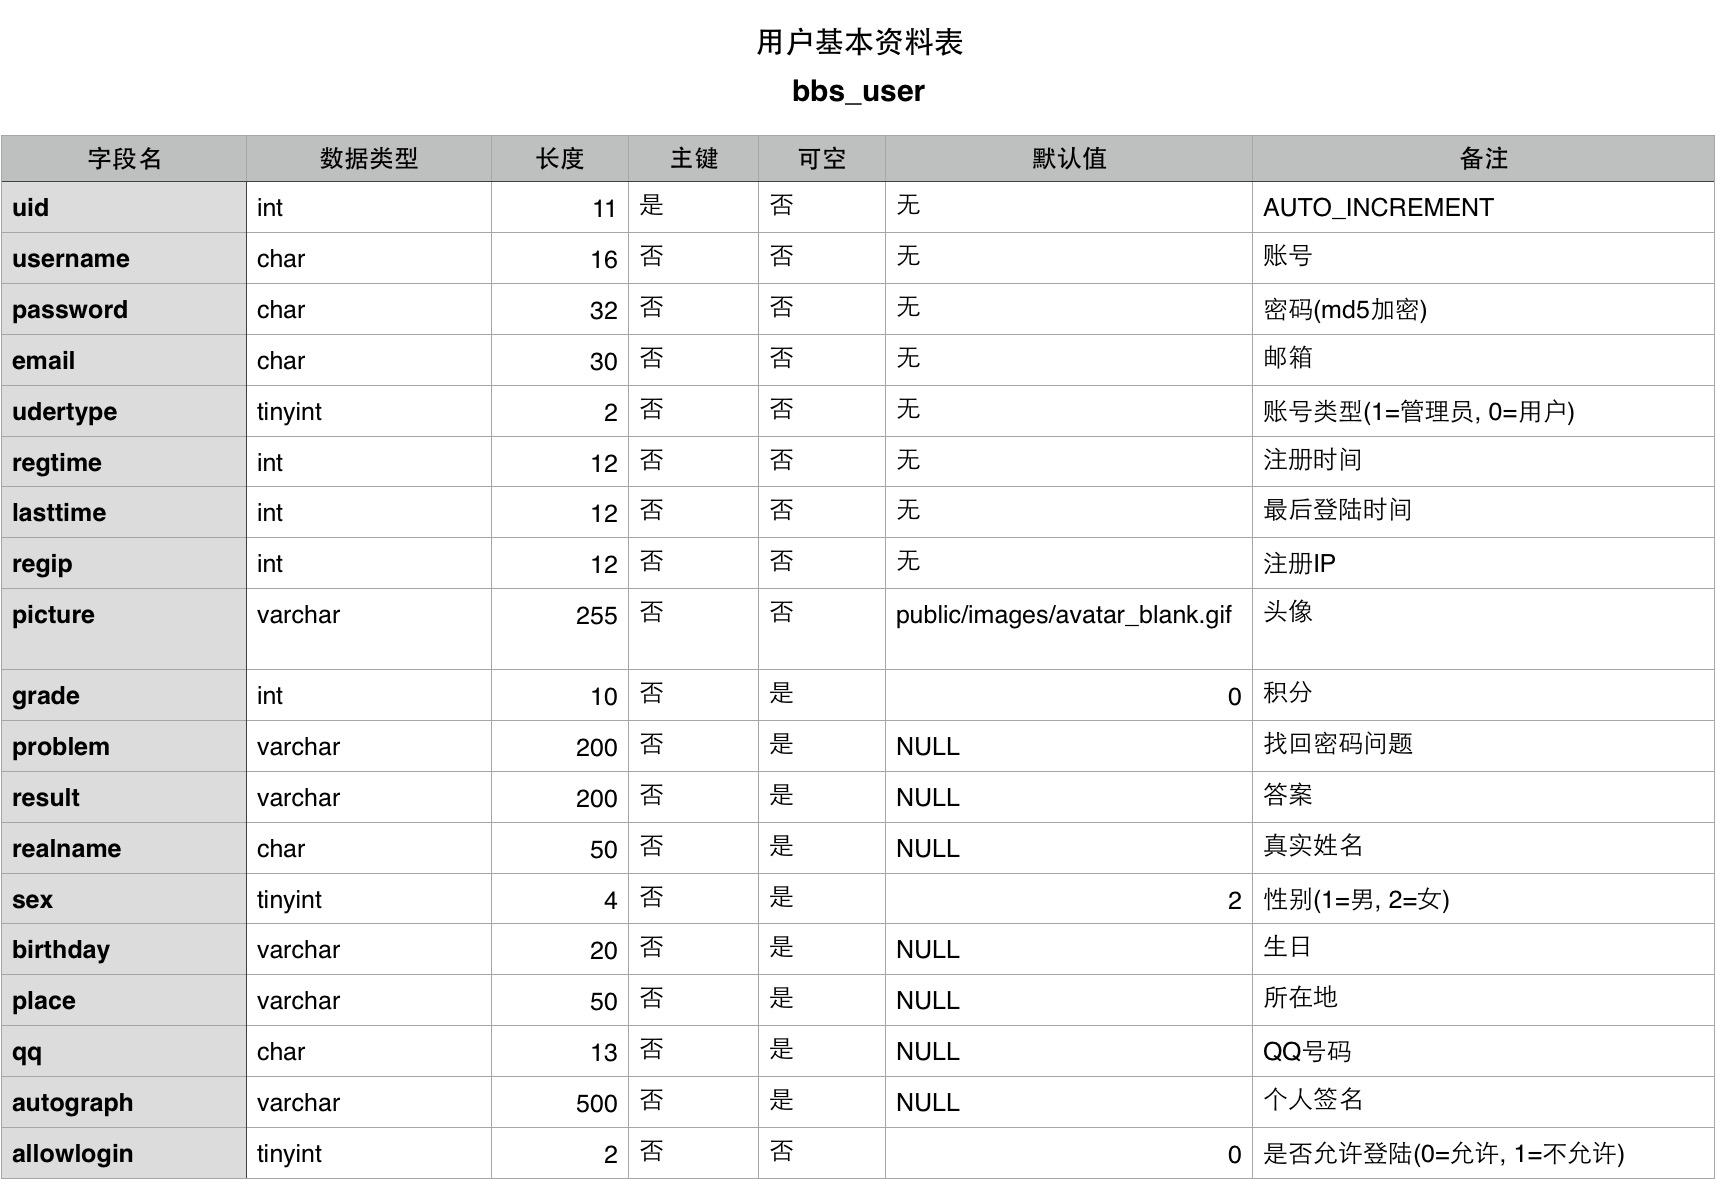 用户基本资料表
bbs_user
字段名 数据类型 长度 主键 可空 默认值 备注
uid int 11 是 否 无 AUTO_INCREMENT
username char 16 否 否 无 账号
password char 32 否 否 无 密码(md5加密)
email char 30 否 否 无 邮箱
udertype tinyint 2 否 否 无 账号类型(1=管理员, 0=用户)
regtime int 12 否 否 无 注册时间
lasttime int 12 否 否 无 最后登陆时间
regip int 12 否 否 无 注册IP
picture varchar 255 否 否 public/images/avatar_blank.gif 头像
grade int 10 否 是 0 积分
problem varchar 200 否 是 NULL 找回密码问题
result varchar 200 否 是 NULL 答案
realname char 50 否 是 NULL 真实姓名
sex tinyint 4 否 是 2 性别(1=男, 2=女)
birthday varchar 20 否 是 NULL 生日
place varchar 50 否 是 NULL 所在地
qq char 13 否 是 NULL QQ号码
autograph varchar 500 否 是 NULL 个人签名
allowlogin tinyint 2 否 否 0 是否允许登陆(0=允许, 1=不允许)